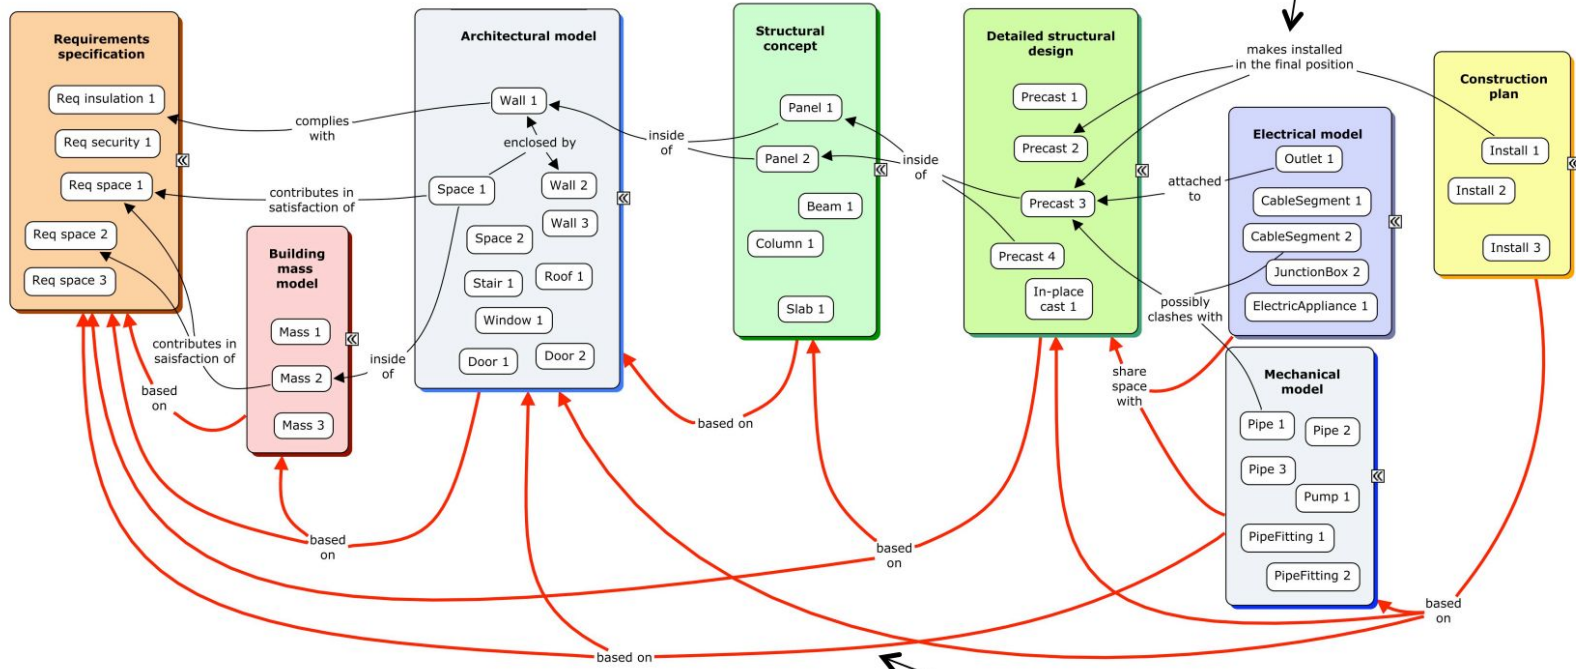 Requirements
specification
Req insulation 1
Req security 1
Req space 1
Req space 2
Req space 3
Building
mass
model
Mass 1
Mass 2
Mass 3
Architectural model
Wall 1
enclosed by
Space 1
Wall 2
Wall 3
Space 2
Stair 1
Roof 1
Window 1
Door 1
Door 2
Structural
concept
Panel 1
Panel 2
Beam 1
Column 1
Slab 1
Detailed structural
design
Precast 1
Precast 2
Precast 3
Precast 4
In-place
cast 1
Electrical model
Outlet 1
CableSegment 1
CableSegment 2
JunctionBox 2
ElectricAppliance 1
Mechanical
model
Pipe 1
Pipe 2
Pipe 3
Pump 1
PipeFitting 1
PipeFitting 2
Construction
plan
Install 1
Install 2
Install 3
complies
with
contributes in
satisfaction of
contributes in
saisfaction of
inside
of
inside
of
inside
of
makes installed
in the final position
attached
to
possibly
clashes with
share
space
with
based
on
based
on
based on
based
on
based on
based
on